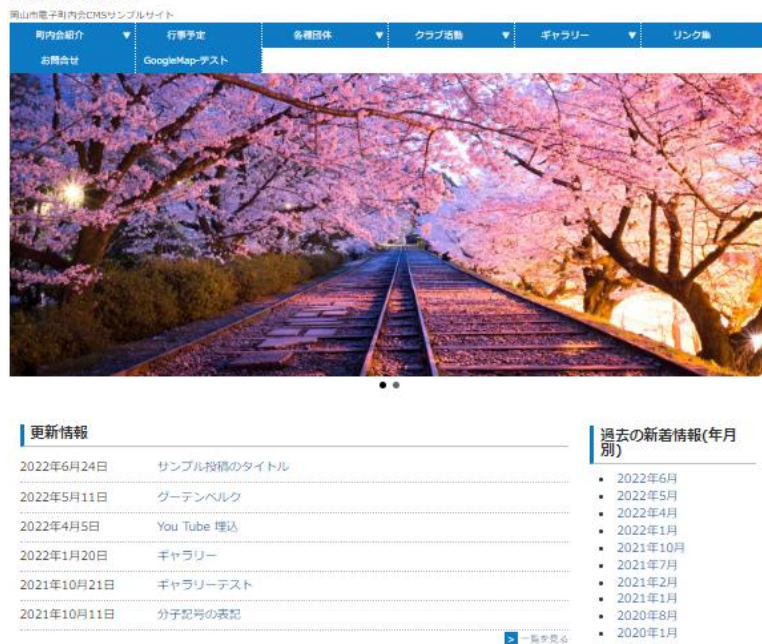 岡山市電子町内会CMSサンプルサイト
町内会紹介 ▼ 行事予定 各種団体 ▼ クラブ活動 ▼ ギャラリー ▼ リンク集
お問合せ GoogleMap-テスト
更新情報
2022年6月24日 サンプル投稿のタイトル
2022年5月11日 グーテンベルク
2022年4月5日 You Tube 埋込
2022年1月20日 ギャラリー
2021年10月21日 ギャラリーテスト
2021年10月11日 分子記号の表記
> 一覧を見る
過去の新着情報(年月
別)
2022年6月
2022年5月
2022年4月
2022年1月
2021年10月
2021年7月
2021年2月
2021年1月
2020年8月
2020年1月